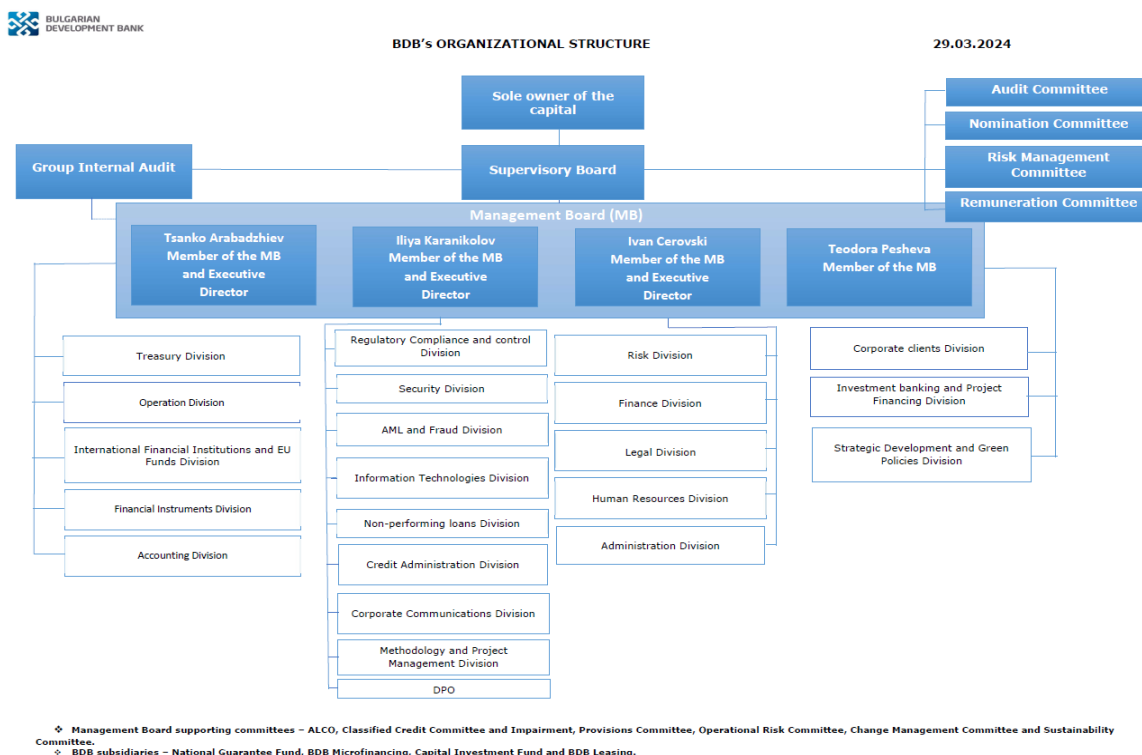 BULGARIAN
DEVELOPMENT BANK
BDB's ORGANIZATIONAL STRUCTURE
29.03.2024
Sole owner of the
capital
Audit Committee
Nomination Committee
Group Internal Audit
Supervisory Board
Risk Management
Committee
Remuneration Committee
Management Board (MB)
Tsanko Arabadzhiev
Member of the MB
and Executive
Director
Iliya Karanikolov
Member of the MB
and Executive
Director
Ivan Cerovski
Member of the MB
and Executive
Director
Teodora Pesheva
Member of the MB
Treasury Division
Operation Division
International Financial Institutions and EU
Funds Division
Financial Instruments Division
Accounting Division
Regulatory Compliance and control
Division
Security Division
AML and Fraud Division
Information Technologies Division
Non-performing loans Division
Credit Administration Division
Corporate Communications Division
Methodology and Project
Management Division
DPO
Risk Division
Finance Division
Legal Division
Human Resources Division
Administration Division
Corporate clients Division
Investment banking and Project
Financing Division
Strategic Development and Green
Policies Division
❖ Management Board supporting committees – ALCO, Classified Credit Committee and Impairment, Provisions Committee, Operational Risk Committee, Change Management Committee and Sustainability
Committee.
❖ BDB subsidiaries – National Guarantee Fund, BDB Microfinancing, Capital Investment Fund and BDB Leasing.